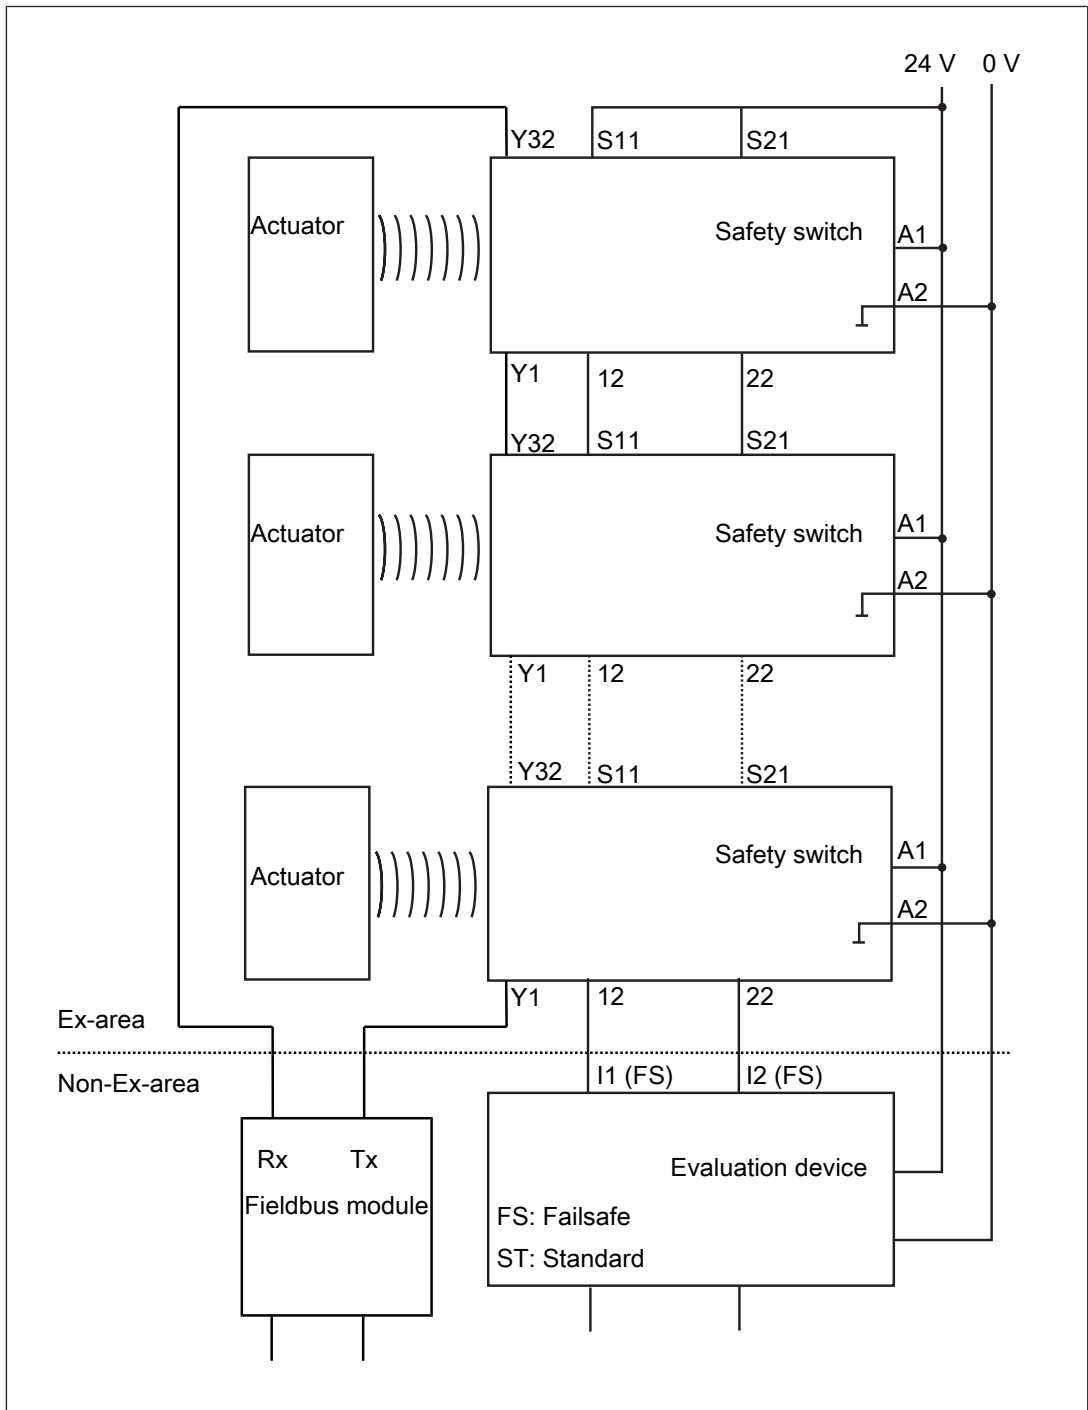 24 V 0 V
Y32 S11 S21
Actuator
Safety switch
A1
A2
Y1 12 22
Y32 S11 S21
Actuator
Safety switch
A1
A2
Y1 12 22
Y32 S11 S21
Actuator
Safety switch
A1
A2
Y1 12 22
Ex-area
Non-Ex-area
I1 (FS) I2 (FS)
Rx Tx
Fieldbus module
Evaluation device
FS: Failsafe
ST: Standard